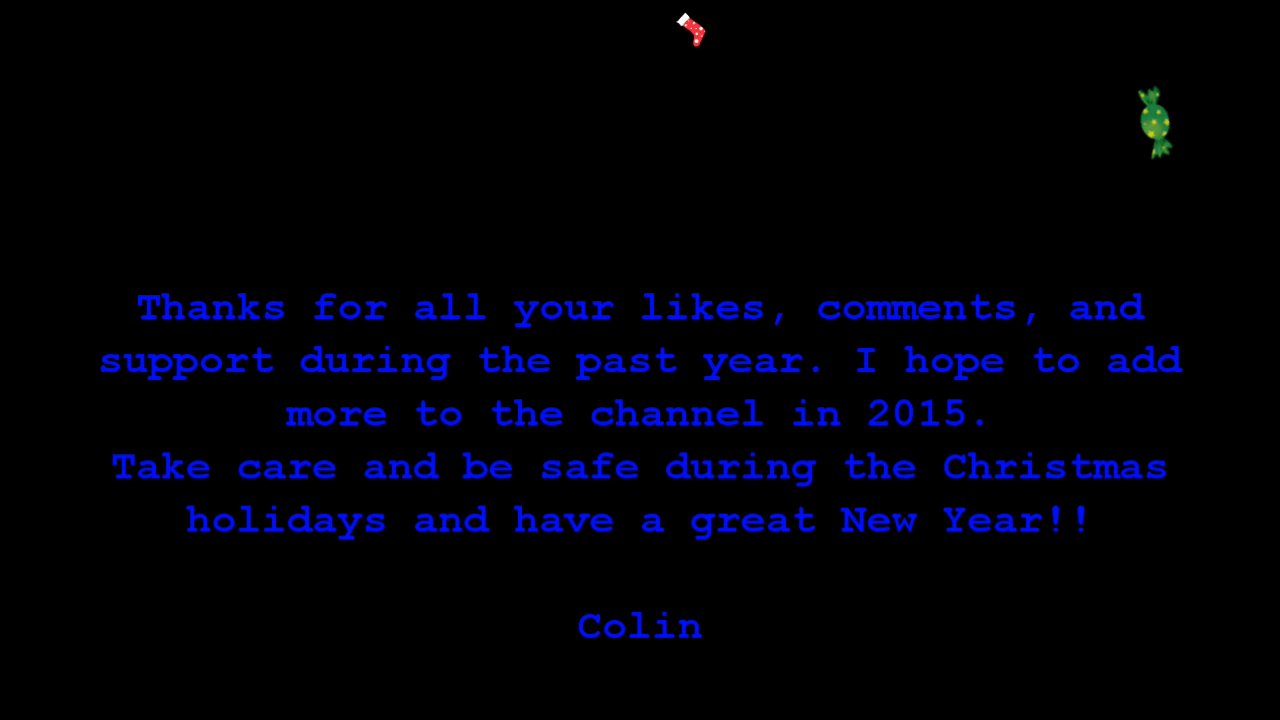 Thanks for all your likes, comments, and
support during the past year. I hope to add
more to the channel in 2015.
Take care and be safe during the Christmas
holidays and have a great New Year!!
Colin